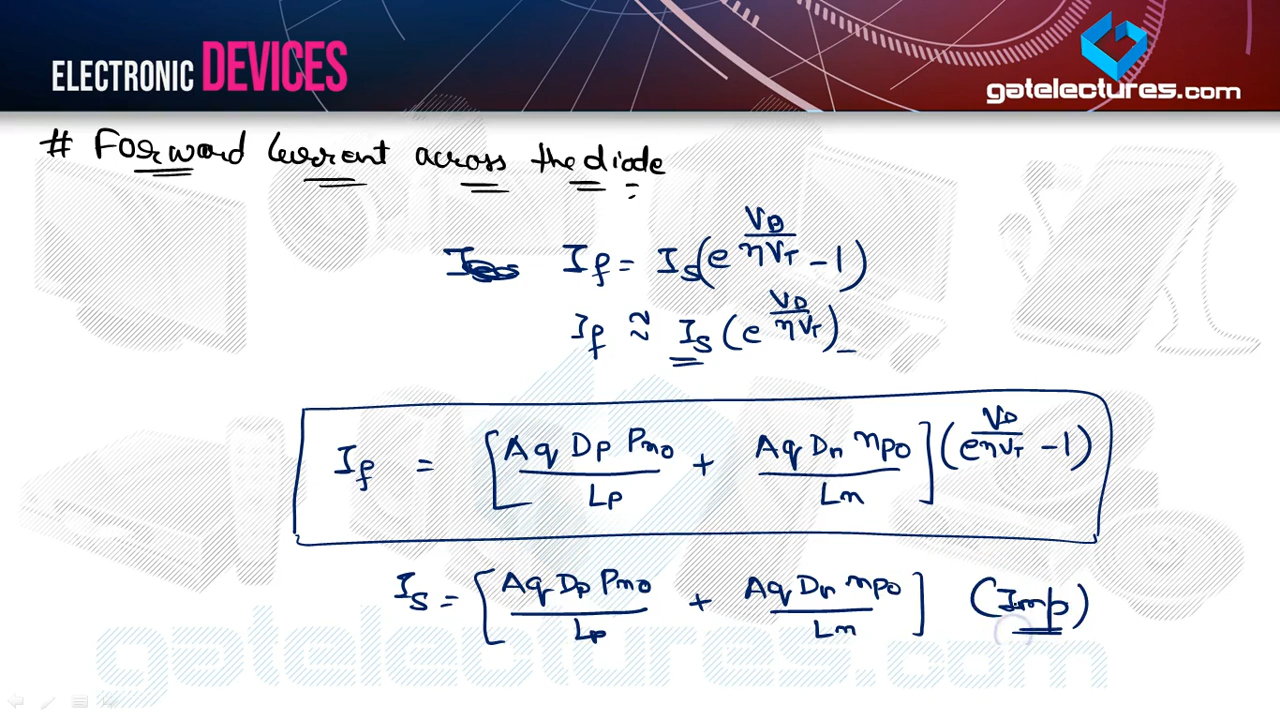 ELECTRONIC DEVICES
gatelectures.com
# Forward Current across the diode
If = Is(e^(VD/ηVT) - 1)
If ≈ Is(e^(VD/ηVT))
If = [Aq Dp Pno/Lp + Aq Dn npo/Ln](e^(VD/ηVT) - 1)
Is = [Aq Dp Pno/Lp + Aq Dn npo/Ln] (Imp)
gatelectures.com